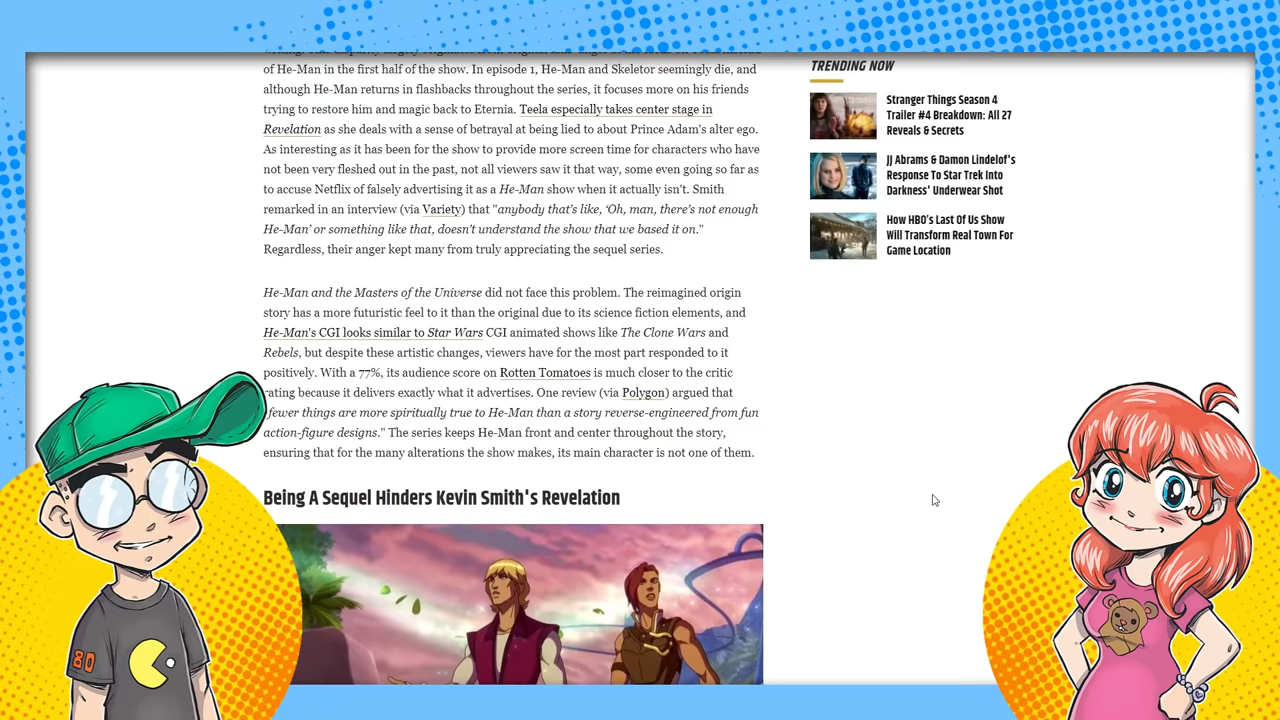 of He-Man in the first half of the show. In episode 1, He-Man and Skeletor seemingly die, and
although He-Man returns in flashbacks throughout the series, it focuses more on his friends
trying to restore him and magic back to Eternia. Teela especially takes center stage in
Revelation as she deals with a sense of betrayal at being lied to about Prince Adam's alter ego.
As interesting as it has been for the show to provide more screen time for characters who have
not been very fleshed out in the past, not all viewers saw it that way, some even going so far as
to accuse Netflix of falsely advertising it as a He-Man show when it actually isn't. Smith
remarked in an interview (via Variety) that "anybody that's like, 'Oh, man, there's not enough
He-Man' or something like that, doesn't understand the show that we based it on."
Regardless, their anger kept many from truly appreciating the sequel series.
He-Man and the Masters of the Universe did not face this problem. The reimagined origin
story has a more futuristic feel to it than the original due to its science fiction elements, and
He-Man's CGI looks similar to Star Wars CGI animated shows like The Clone Wars and
Rebels, but despite these artistic changes, viewers have for the most part responded to it
positively. With a 77%, its audience score on Rotten Tomatoes is much closer to the critic
rating because it delivers exactly what it advertises. One review (via Polygon) argued that
fewer things are more spiritually true to He-Man than a story reverse-engineered from fun
action-figure designs." The series keeps He-Man front and center throughout the story,
ensuring that for the many alterations the show makes, its main character is not one of them.
Being A Sequel Hinders Kevin Smith's Revelation
TRENDING NOW
Stranger Things Season 4
Trailer #4 Breakdown: All 27
Reveals & Secrets
JJ Abrams & Damon Lindelof's
Response To Star Trek Into
Darkness' Underwear Shot
How HBO's Last Of Us Show
Will Transform Real Town For
Game Location
80